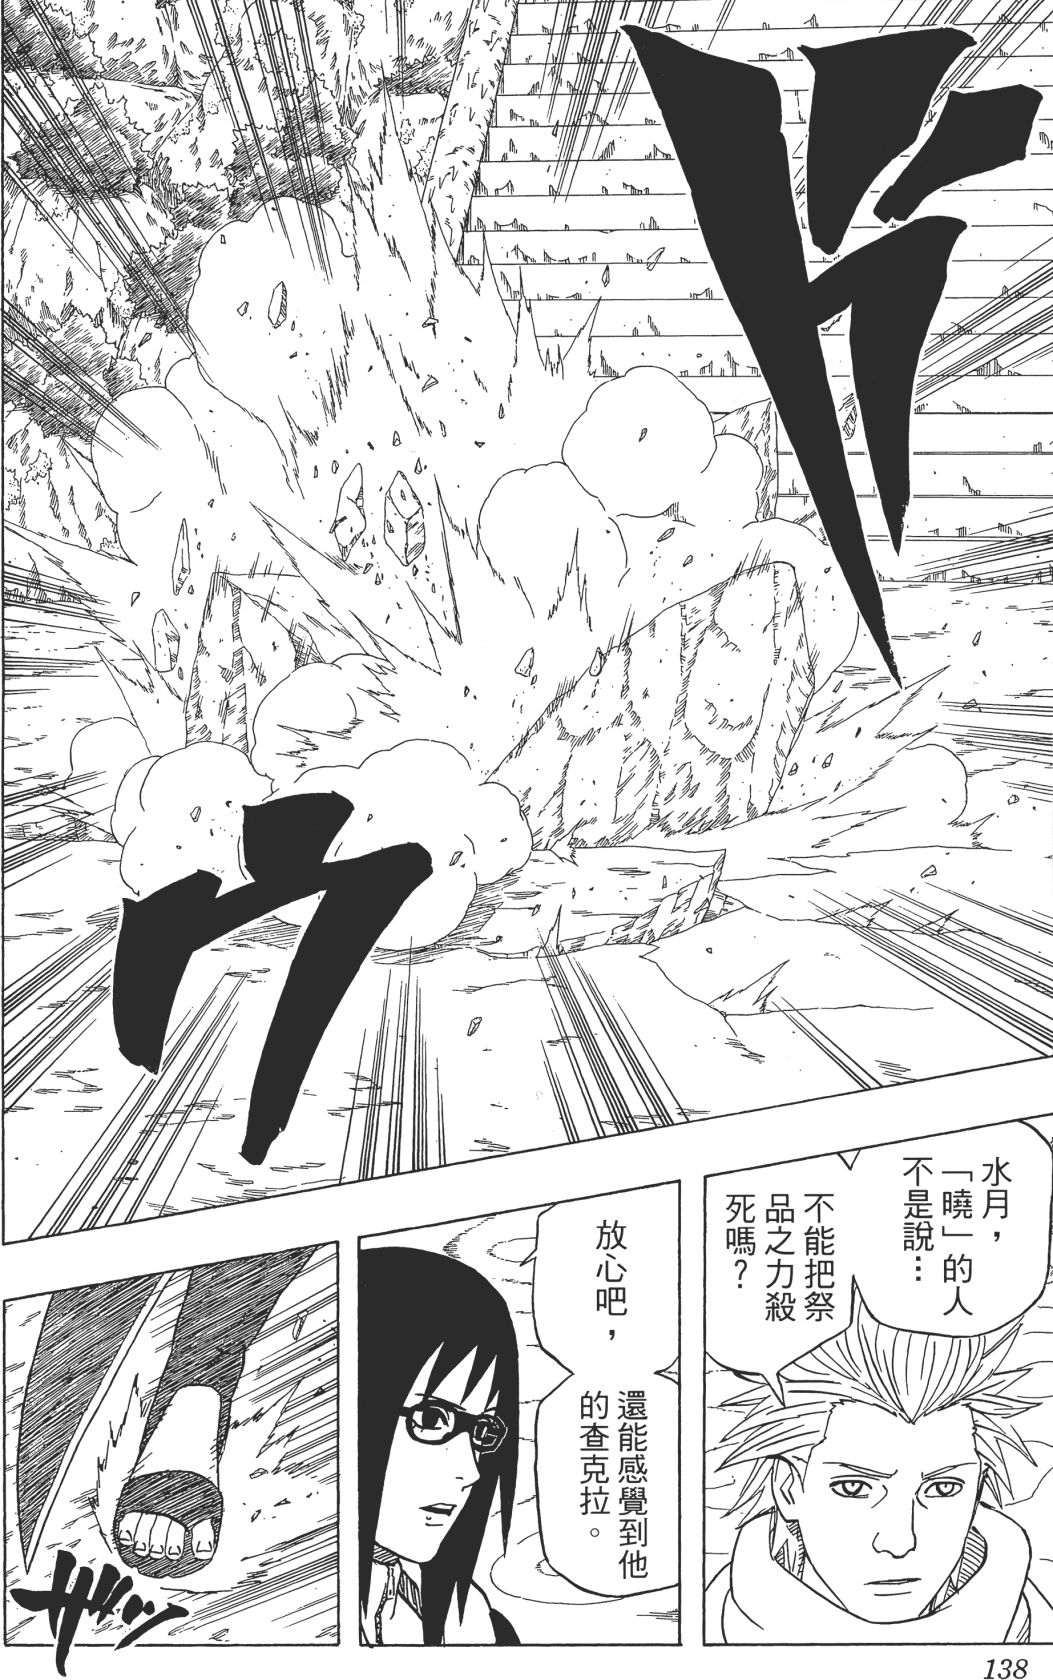 ドゥ
水月，
「曉」的人
不是說…
不能把祭
品之力殺
死嗎？
放心吧，
還能感覺到他
的查克拉。
ザッ
138